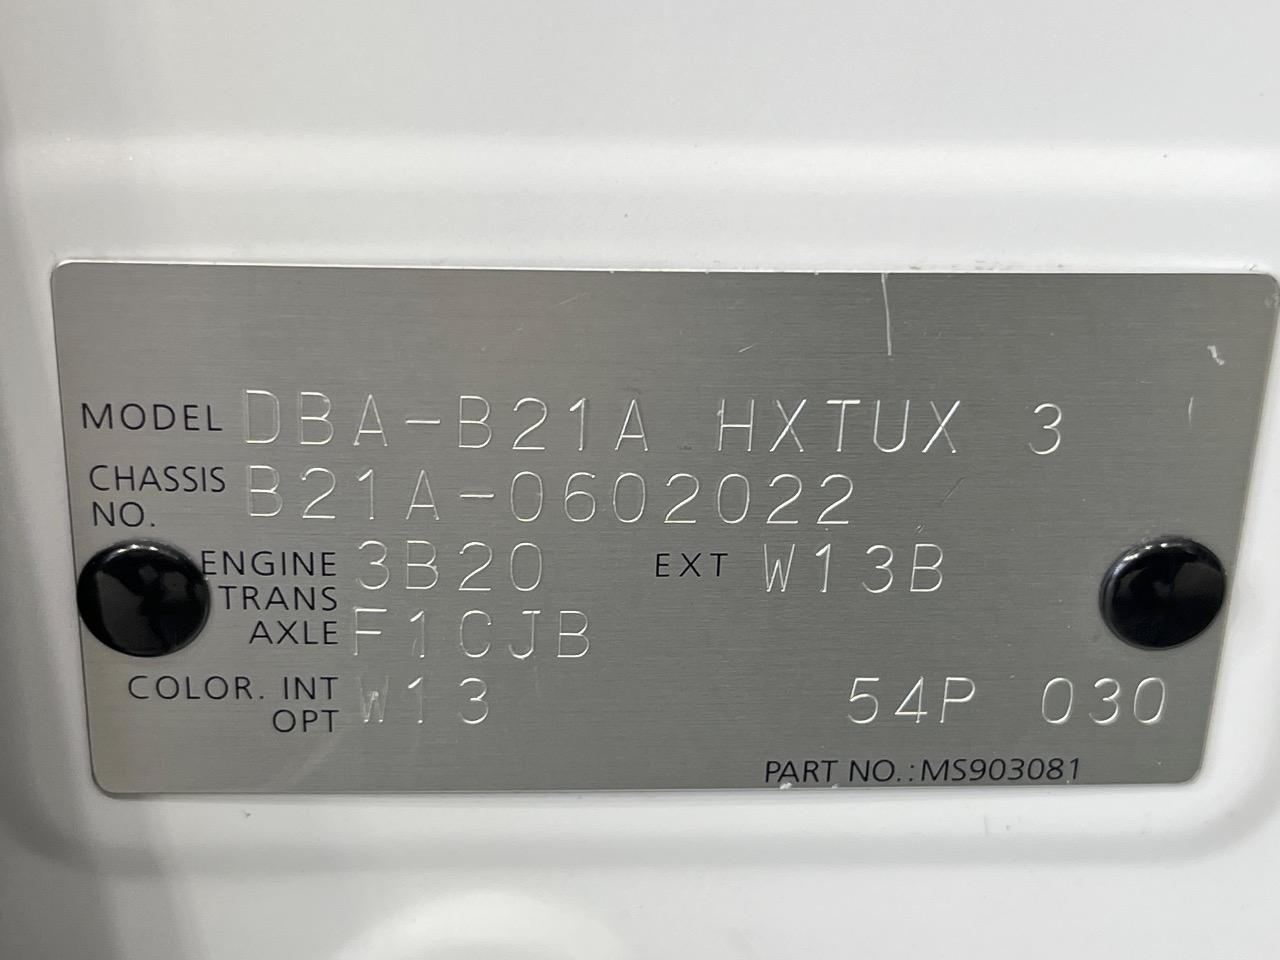 MODEL DBA-B21A HXTUX 3
CHASSIS NO. B21A-0602022
ENGINE 3B20 EXT W13B
TRANS AXLE F1CJB
COLOR. INT OPT W13 54P 030
PART NO.:MS903081